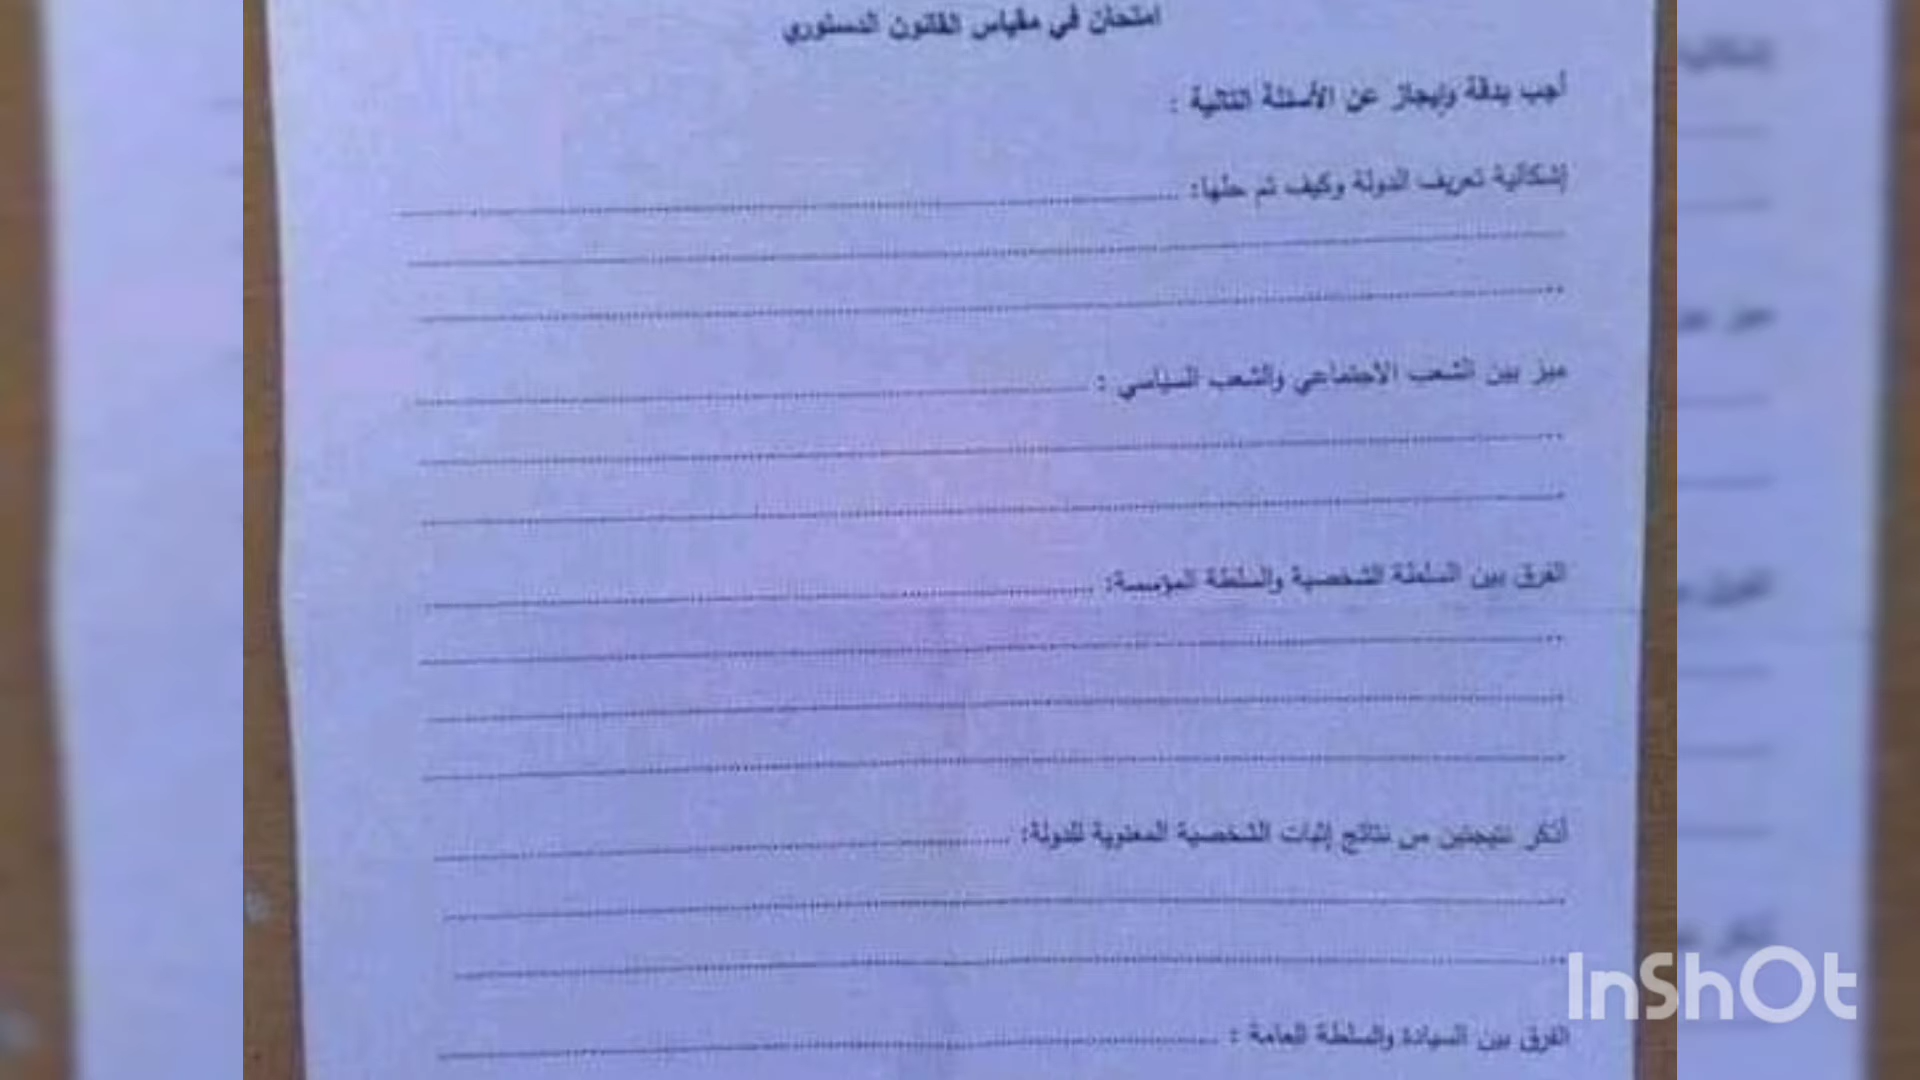 امتحان في مقياس القانون الدستوري
أجب بدقة وإيجاز عن الأسئلة التالية :
إشكالية تعريف الدولة وكيف تم حلها:
ميز بين الشعب الاجتماعي والشعب السياسي :
الفرق بين السلطة الشخصية والسلطة المؤسسة:
أذكر نتيجتين من نتائج إثبات الشخصية المعنوية للدولة:
الفرق بين السيادة والسلطة العامة :
InShOt